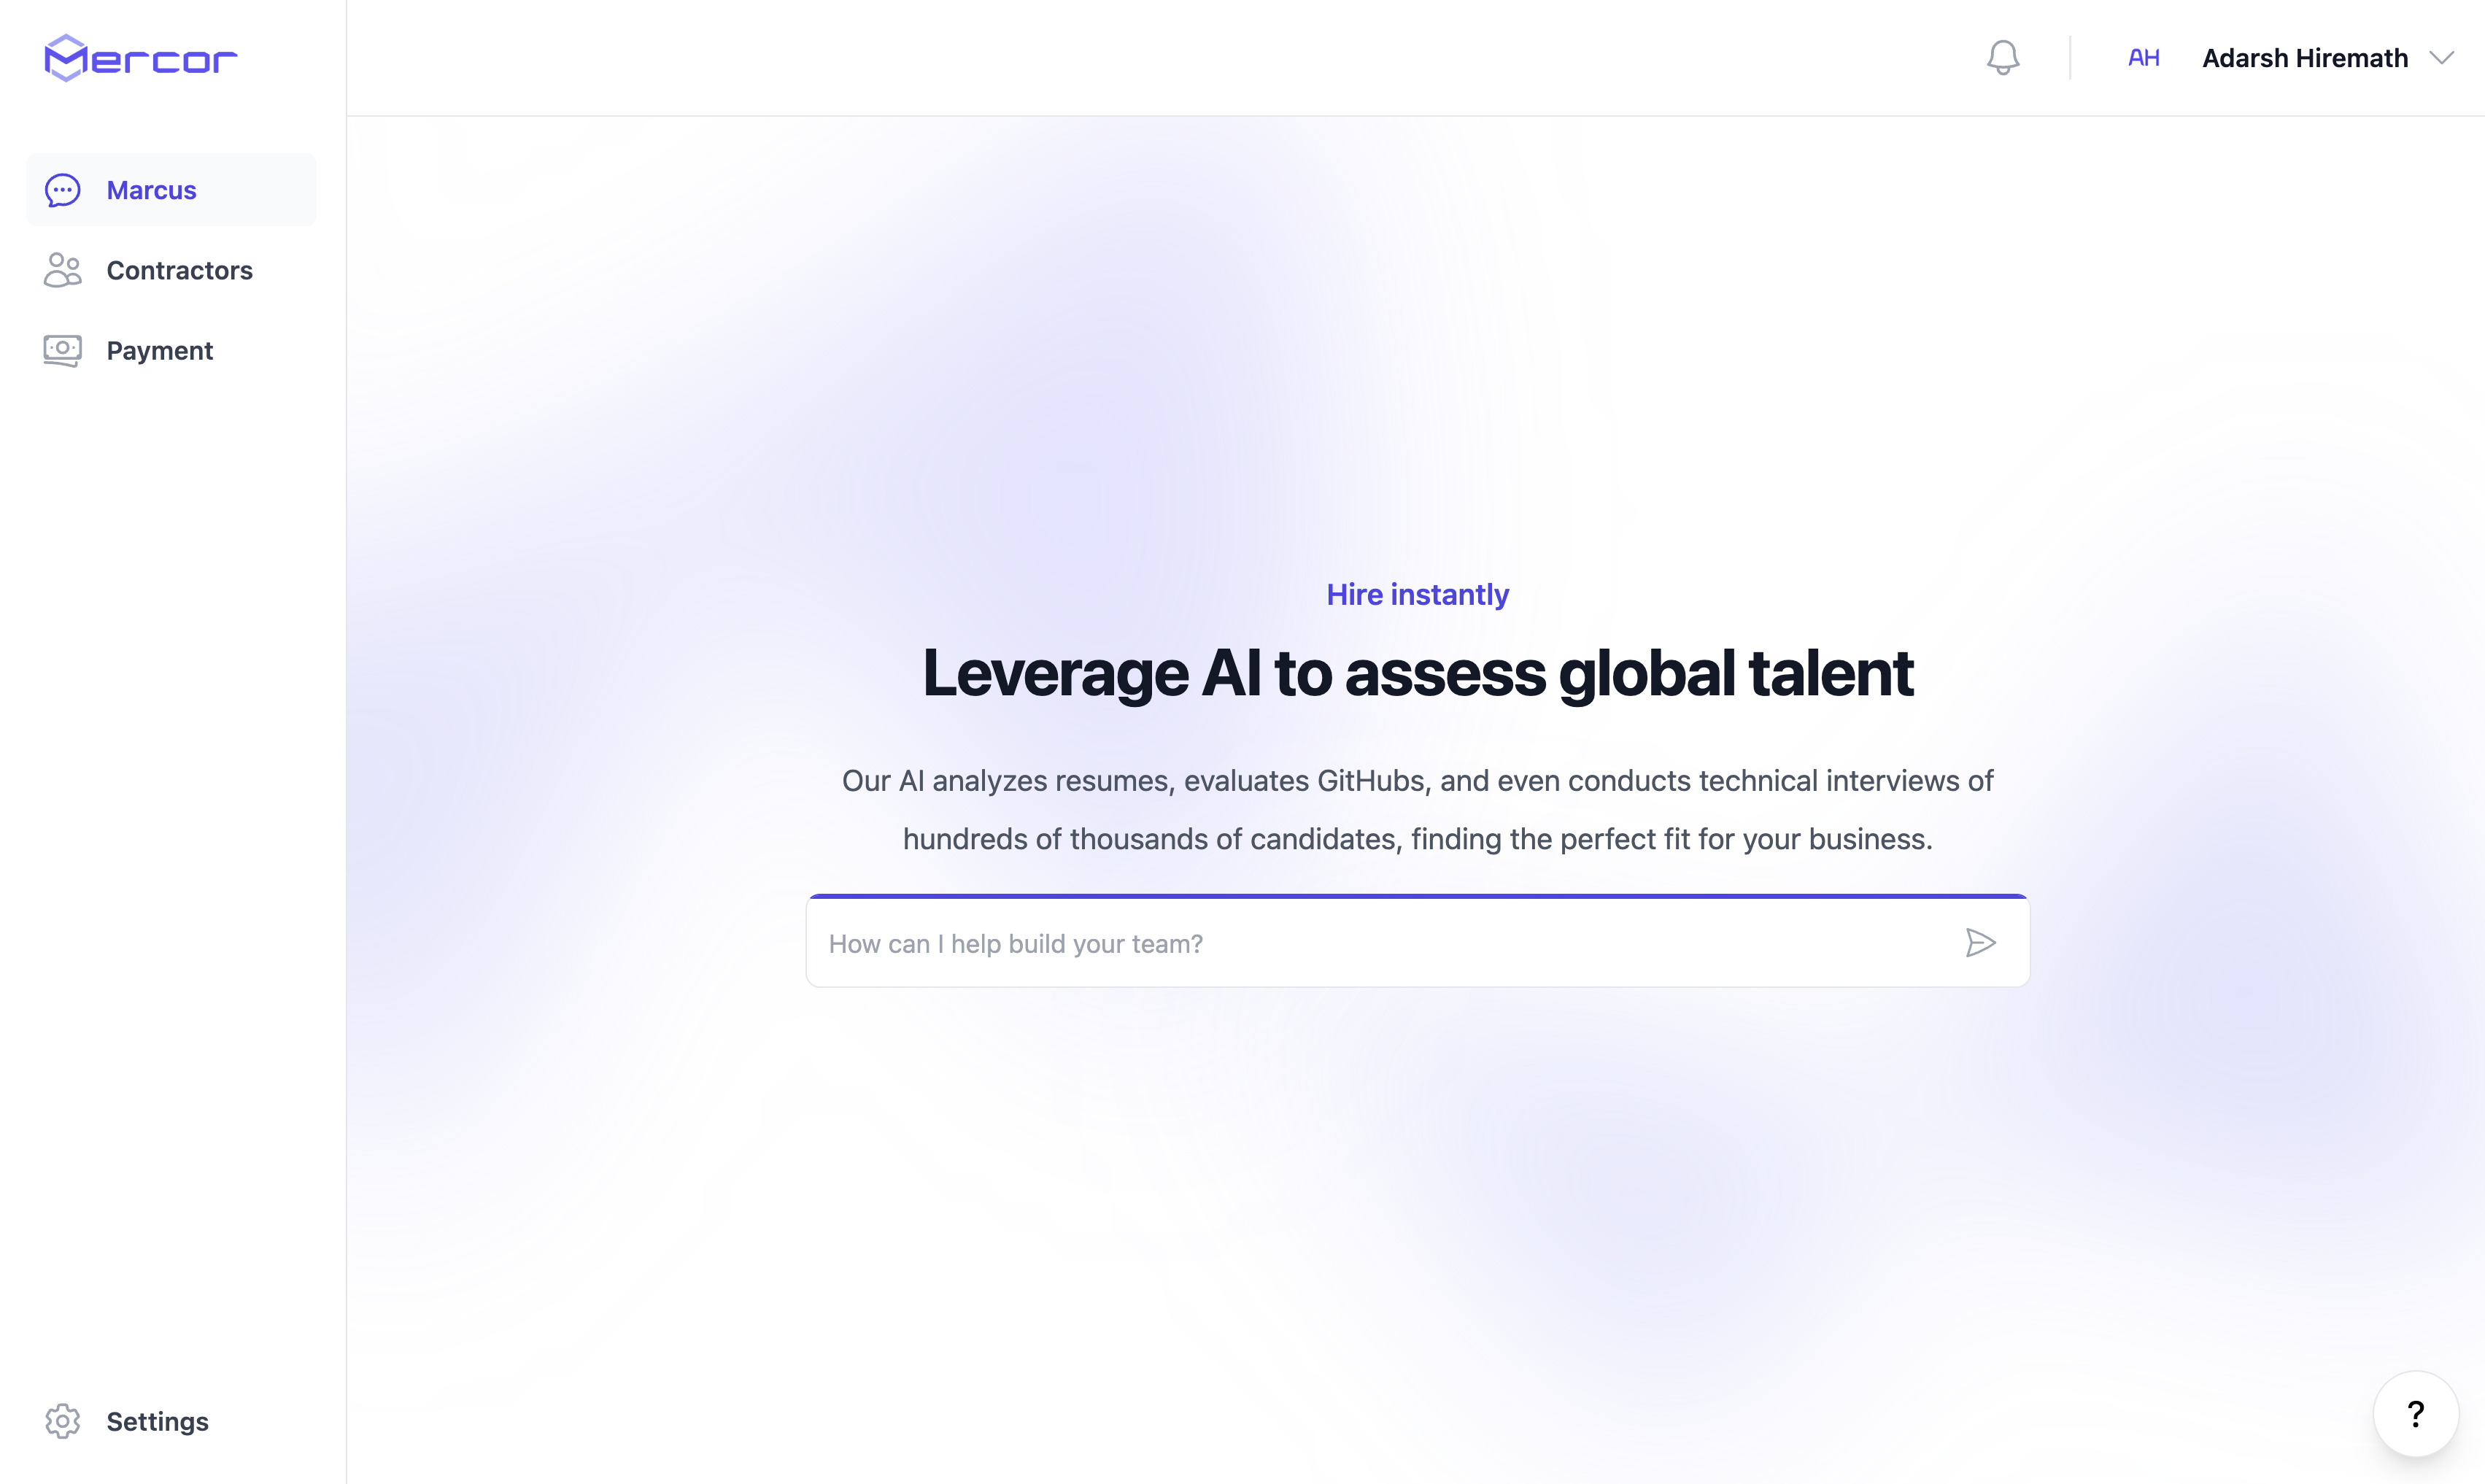 Mercor
AH
Adarsh Hiremath
Marcus
Contractors
Payment
Hire instantly
Leverage AI to assess global talent
Our AI analyzes resumes, evaluates GitHubs, and even conducts technical interviews of
hundreds of thousands of candidates, finding the perfect fit for your business.
How can I help build your team?
Settings
?